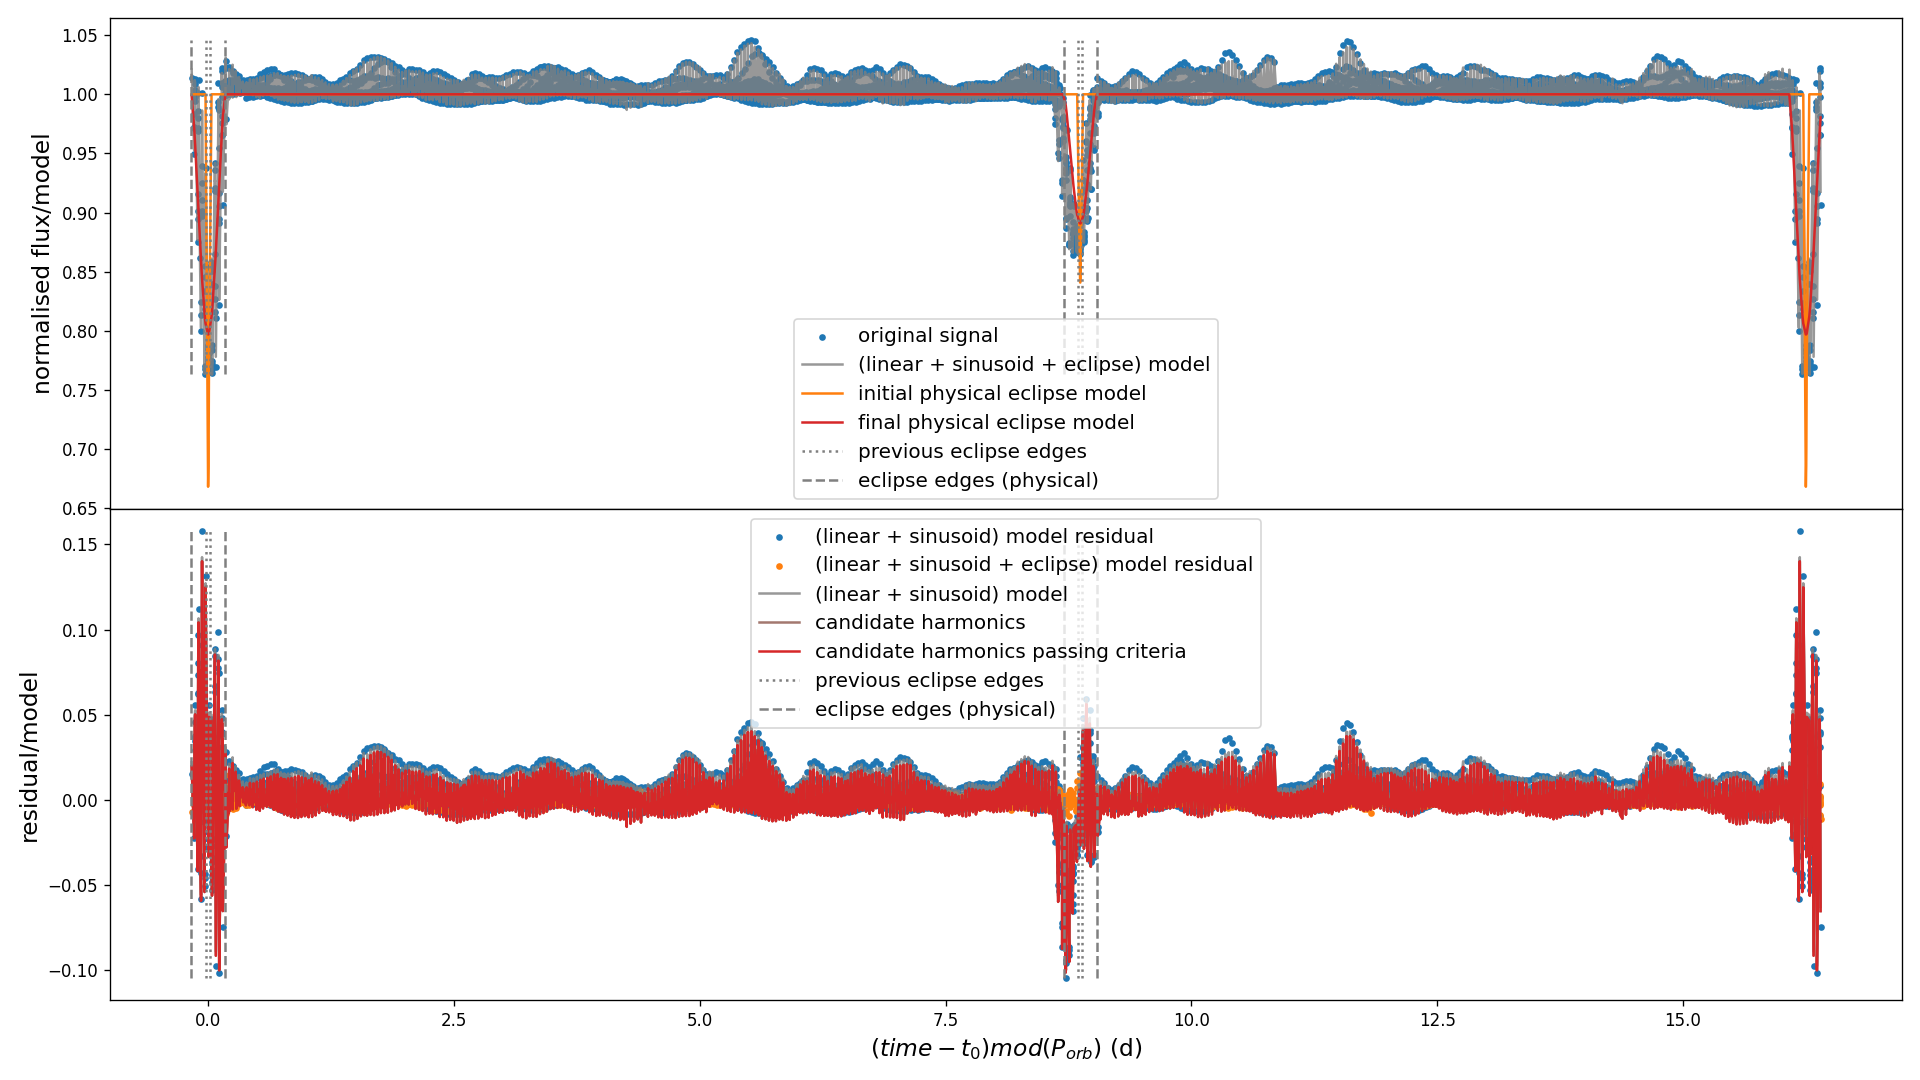 1.05
1.00
0.95
0.90
0.85
0.80
0.75
0.70
0.65
normalised flux/model
original signal
(linear + sinusoid + eclipse) model
initial physical eclipse model
final physical eclipse model
previous eclipse edges
eclipse edges (physical)
0.15
0.10
0.05
0.00
−0.05
−0.10
residual/model
(linear + sinusoid) model residual
(linear + sinusoid + eclipse) model residual
(linear + sinusoid) model
candidate harmonics
candidate harmonics passing criteria
previous eclipse edges
eclipse edges (physical)
0.0 2.5 5.0 7.5 10.0 12.5 15.0
(time − t₀)mod(P_orb) (d)